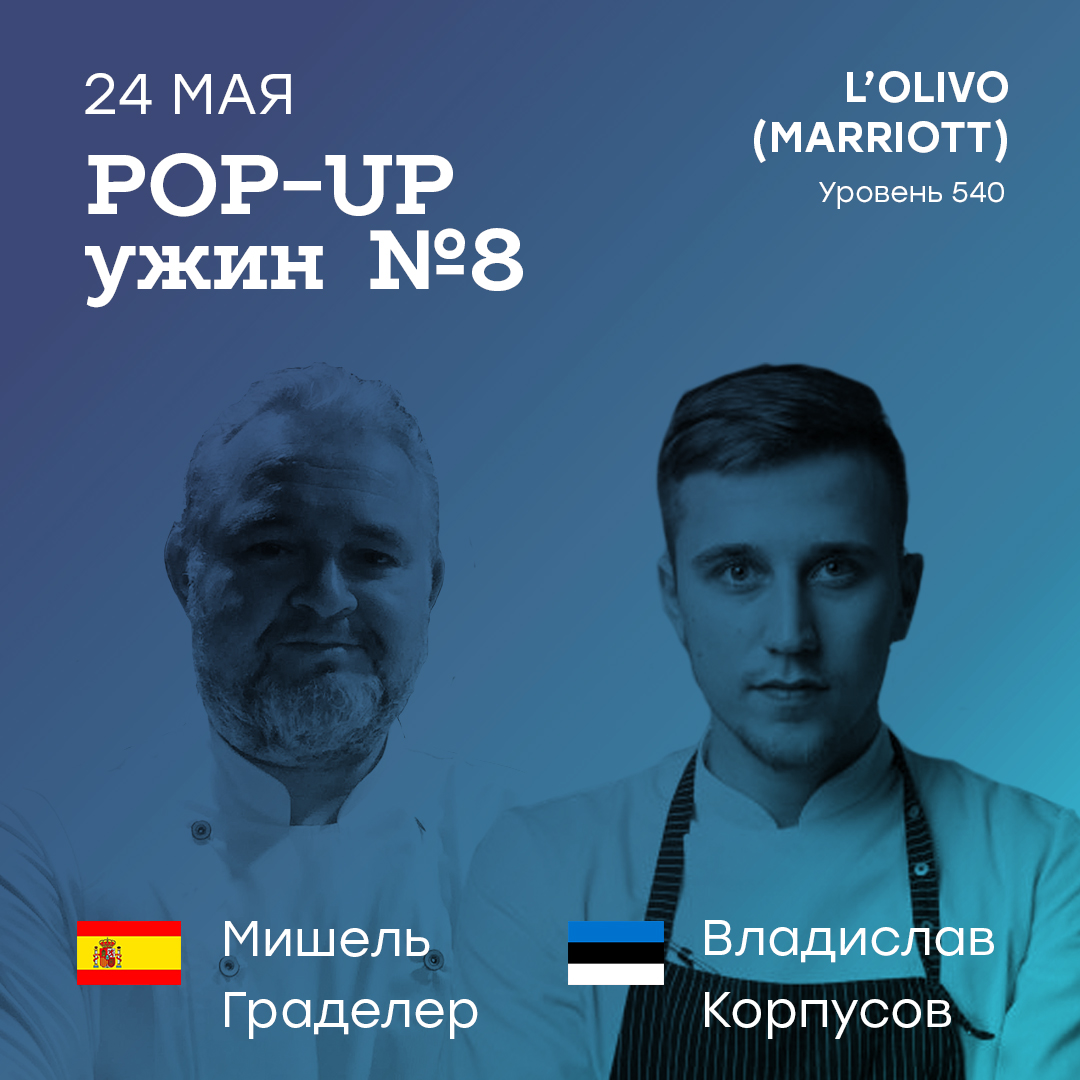 24 МАЯ
POP-UP
ужин №8
L’OLIVO
(MARRIOTT)
Уровень 540
Мишель
Граделер
Владислав
Корпусов